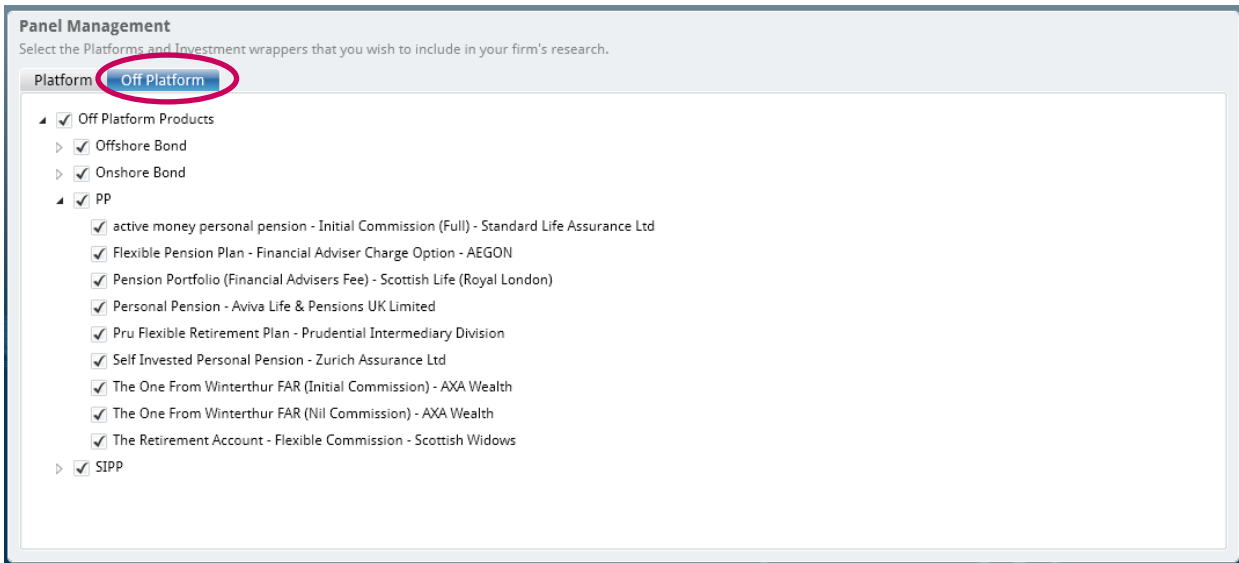 Panel Management
Select the Platforms and Investment wrappers that you wish to include in your firm's research.
Platform Off Platform
Off Platform Products
Offshore Bond
Onshore Bond
PP
active money personal pension - Initial Commission (Full) - Standard Life Assurance Ltd
Flexible Pension Plan - Financial Adviser Charge Option - AEGON
Pension Portfolio (Financial Advisers Fee) - Scottish Life (Royal London)
Personal Pension - Aviva Life & Pensions UK Limited
Pru Flexible Retirement Plan - Prudential Intermediary Division
Self Invested Personal Pension - Zurich Assurance Ltd
The One From Winterthur FAR (Initial Commission) - AXA Wealth
The One From Winterthur FAR (Nil Commission) - AXA Wealth
The Retirement Account - Flexible Commission - Scottish Widows
SIPP